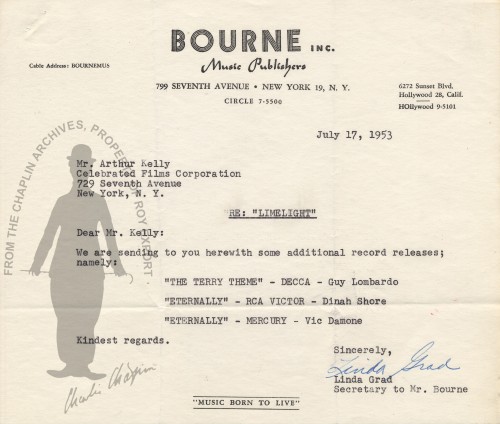 BOURNE INC.
Music Publishers
Cable Address: BOURNEMUS
799 SEVENTH AVENUE • NEW YORK 19, N. Y.
CIRCLE 7-5500
6272 Sunset Blvd.
Hollywood 28, Calif.
HOllywood 9-5101
July 17, 1953
Mr. Arthur Kelly
Celebrated Films Corporation
729 Seventh Avenue
New York, N. Y.
RE: "LIMELIGHT"
Dear Mr. Kelly:
We are sending to you herewith some additional record releases;
namely:
"THE TERRY THEME" - DECCA - Guy Lombardo
"ETERNALLY" - RCA VICTOR - Dinah Shore
"ETERNALLY" - MERCURY - Vic Damone
Kindest regards.
Sincerely,
Linda Grad
Linda Grad
Secretary to Mr. Bourne
"MUSIC BORN TO LIVE"
FROM THE CHAPLIN ARCHIVES, PROPERTY OF ROY EXPORT.
Charlie Chaplin